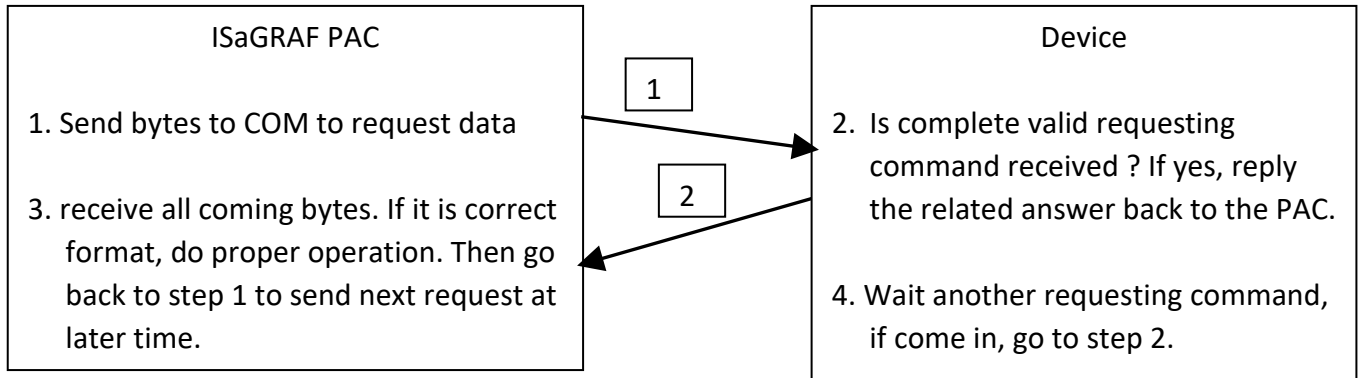 ISaGRAF PAC
1. Send bytes to COM to request data
3. receive all coming bytes. If it is correct
format, do proper operation. Then go
back to step 1 to send next request at
later time.
1
2
Device
2. Is complete valid requesting
command received ? If yes, reply
the related answer back to the PAC.
4. Wait another requesting command,
if come in, go to step 2.